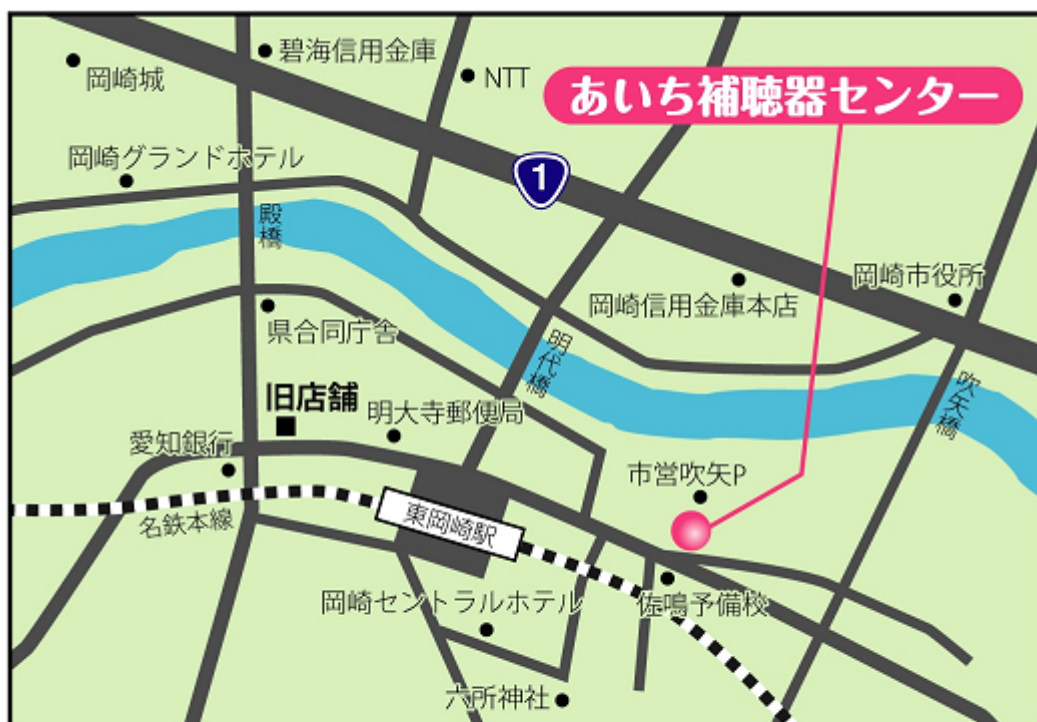 碧海信用金庫
岡崎城
NTT
あいち補聴器センター
岡崎グランドホテル
1
殿橋
岡崎市役所
岡崎信用金庫本店
県合同庁舎
明代橋
吹矢橋
旧店舗
明大寺郵便局
愛知銀行
市営吹矢P
名鉄本線
東岡崎駅
岡崎セントラルホテル
佐鳴予備校
六所神社